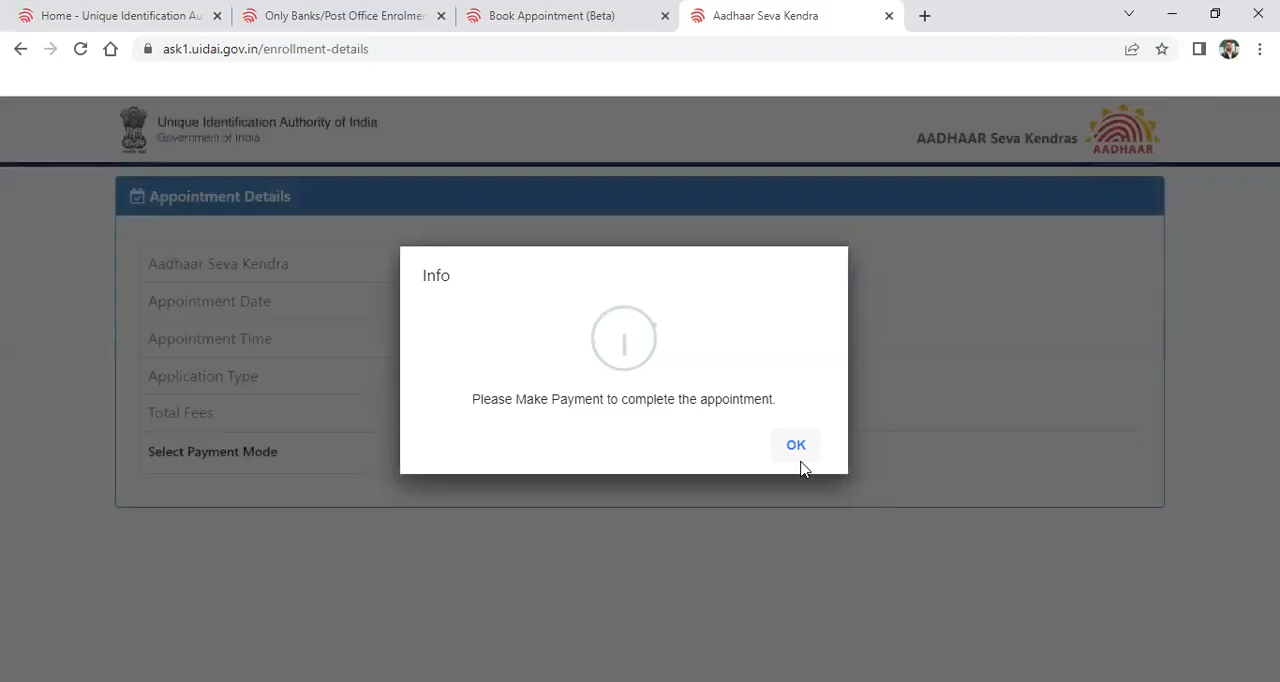 Home - Unique Identification Au
Only Banks/Post Office Enrolmer
Book Appointment (Beta)
Aadhaar Seva Kendra
ask1.uidai.gov.in/enrollment-details
Unique Identification Authority of India
Government of India
AADHAAR Seva Kendras
AADHAAR
Appointment Details
Aadhaar Seva Kendra
Appointment Date
Appointment Time
Application Type
Total Fees
Select Payment Mode
Info
Please Make Payment to complete the appointment.
OK